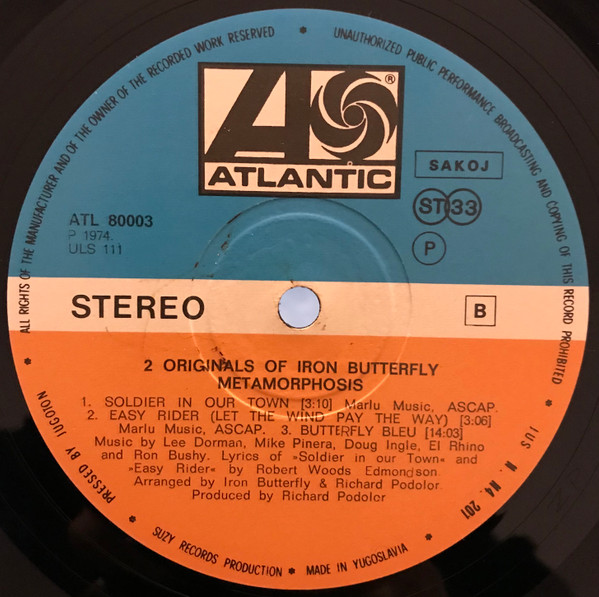 ALL RIGHTS OF THE MANUFACTURER AND OF THE OWNER OF THE RECORDED WORK RESERVED * UNAUTHORIZED PUBLIC PERFORMANCE BROADCASTING AND COPYING OF THIS RECORD PROHIBITED *
ATLANTIC
®
SAKOJ
ST 33
P
ATL 80003
P 1974.
ULS 111
STEREO
B
2 ORIGINALS OF IRON BUTTERFLY
METAMORPHOSIS
1. SOLDIER IN OUR TOWN [3:10] Marlu Music, ASCAP.
2. EASY RIDER (LET THE WIND PAY THE WAY) [3:06]
Marlu Music, ASCAP. 3. BUTTERFLY BLEU [14:03]
Music by Lee Dorman, Mike Pinera, Doug Ingle, El Rhino
and Ron Bushy. Lyrics of »Soldier in our Town« and
»Easy Rider« by Robert Woods Edmonson.
Arranged by Iron Butterfly & Richard Podolor.
Produced by Richard Podolor
* PRESSED BY JUGOTON * SUZY RECORDS PRODUCTION * MADE IN YUGOSLAVIA * JUS N. N4. 201